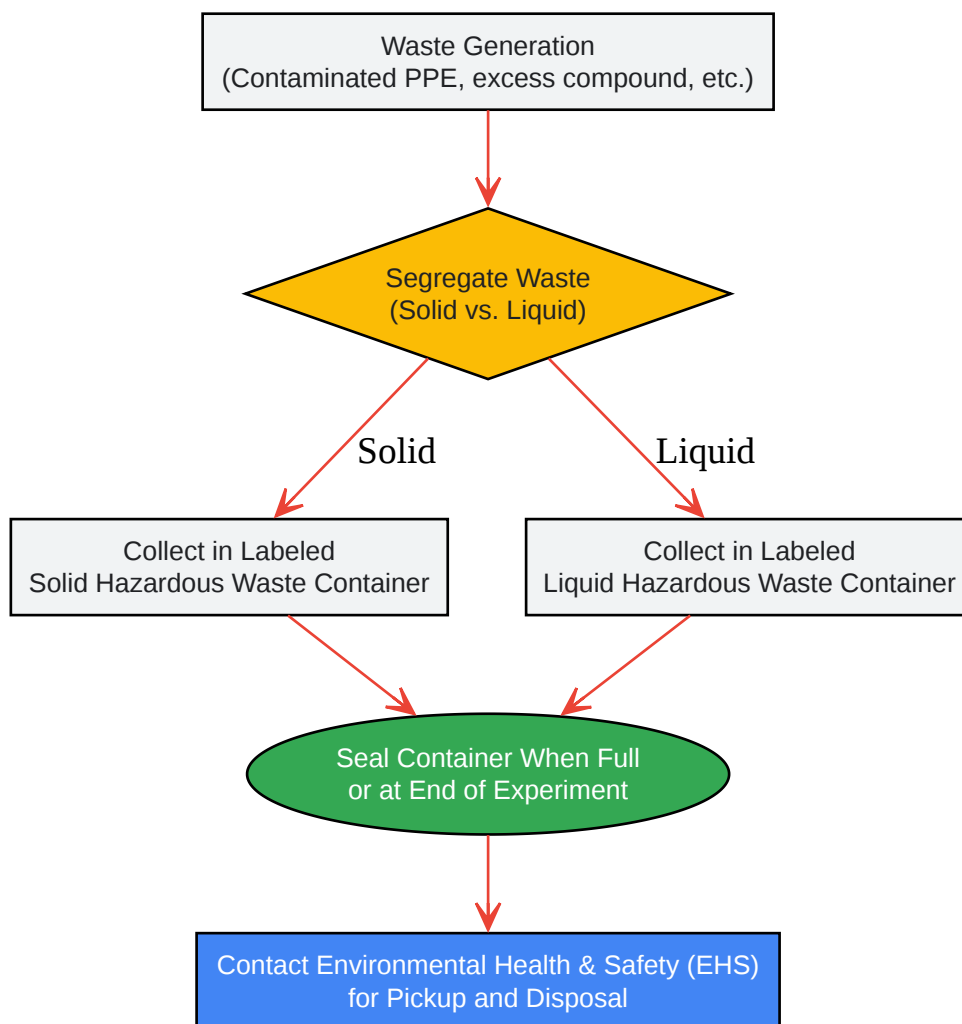 Waste Generation
(Contaminated PPE, excess compound, etc.)
Segregate Waste
(Solid vs. Liquid)
Solid
Liquid
Collect in Labeled
Solid Hazardous Waste Container
Collect in Labeled
Liquid Hazardous Waste Container
Seal Container When Full
or at End of Experiment
Contact Environmental Health & Safety (EHS)
for Pickup and Disposal